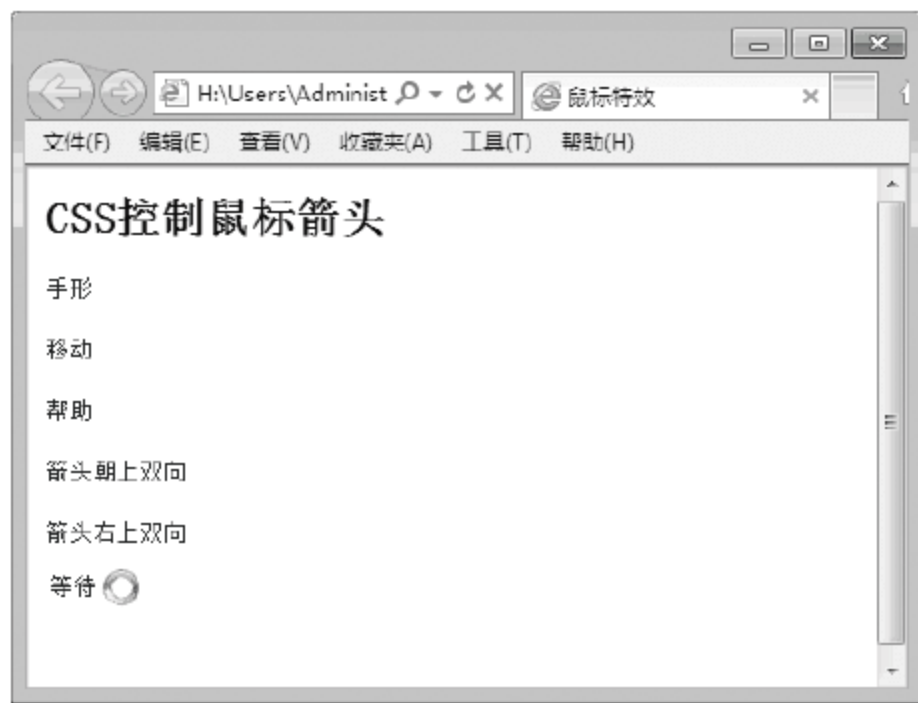 H:\Users\Administ
鼠标特效
文件(F) 编辑(E) 查看(V) 收藏夹(A) 工具(T) 帮助(H)
CSS控制鼠标箭头
手形
移动
帮助
箭头朝上双向
箭头右上双向
等待